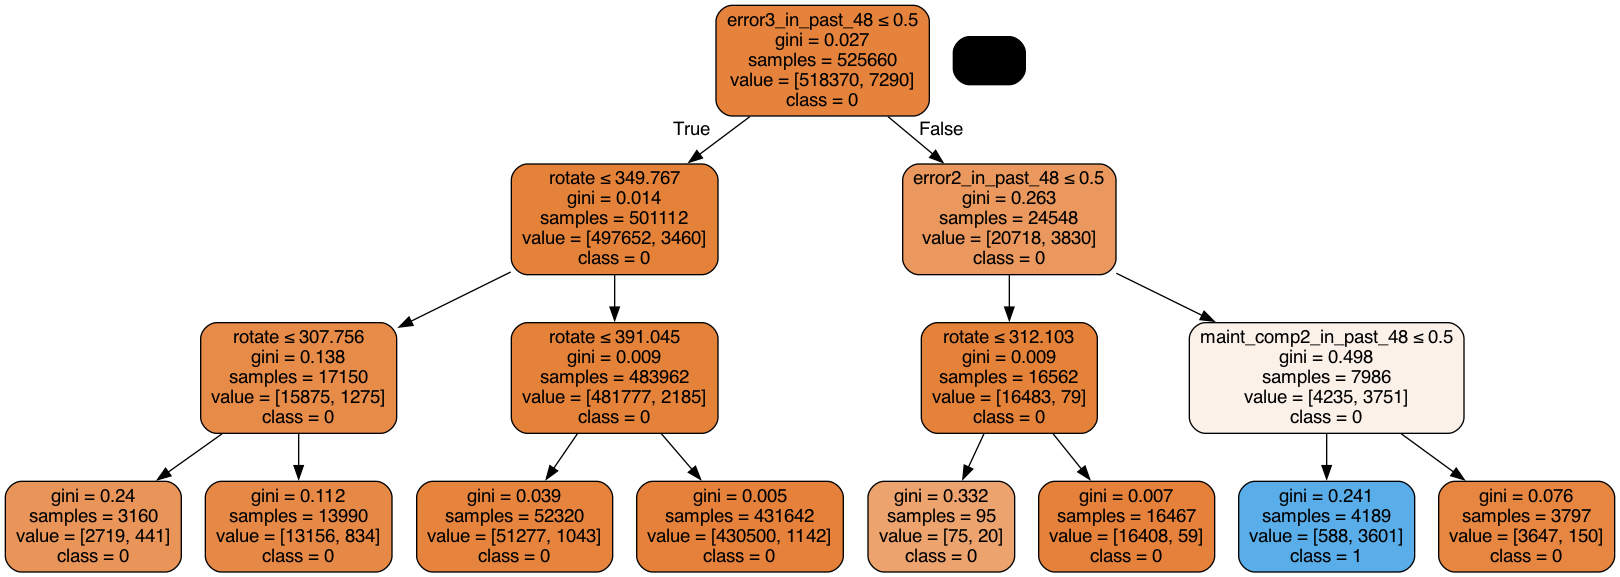 error3_in_past_48 ≤ 0.5
gini = 0.027
samples = 525660
value = [518370, 7290]
class = 0
True
False
rotate ≤ 349.767
gini = 0.014
samples = 501112
value = [497652, 3460]
class = 0
error2_in_past_48 ≤ 0.5
gini = 0.263
samples = 24548
value = [20718, 3830]
class = 0
rotate ≤ 307.756
gini = 0.138
samples = 17150
value = [15875, 1275]
class = 0
rotate ≤ 391.045
gini = 0.009
samples = 483962
value = [481777, 2185]
class = 0
rotate ≤ 312.103
gini = 0.009
samples = 16562
value = [16483, 79]
class = 0
maint_comp2_in_past_48 ≤ 0.5
gini = 0.498
samples = 7986
value = [4235, 3751]
class = 0
gini = 0.24
samples = 3160
value = [2719, 441]
class = 0
gini = 0.112
samples = 13990
value = [13156, 834]
class = 0
gini = 0.039
samples = 52320
value = [51277, 1043]
class = 0
gini = 0.005
samples = 431642
value = [430500, 1142]
class = 0
gini = 0.332
samples = 95
value = [75, 20]
class = 0
gini = 0.007
samples = 16467
value = [16408, 59]
class = 0
gini = 0.241
samples = 4189
value = [588, 3601]
class = 1
gini = 0.076
samples = 3797
value = [3647, 150]
class = 0